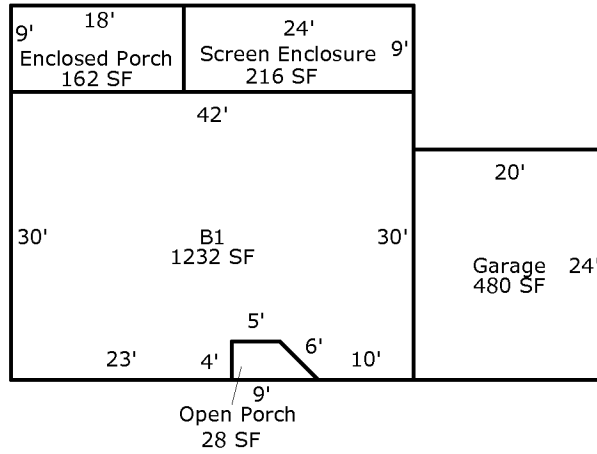 18'
9'
Enclosed Porch
162 SF
24'
Screen Enclosure
216 SF
9'
42'
20'
30'
B1
1232 SF
30'
Garage
480 SF
24'
5'
6'
4'
23'
10'
9'
Open Porch
28 SF